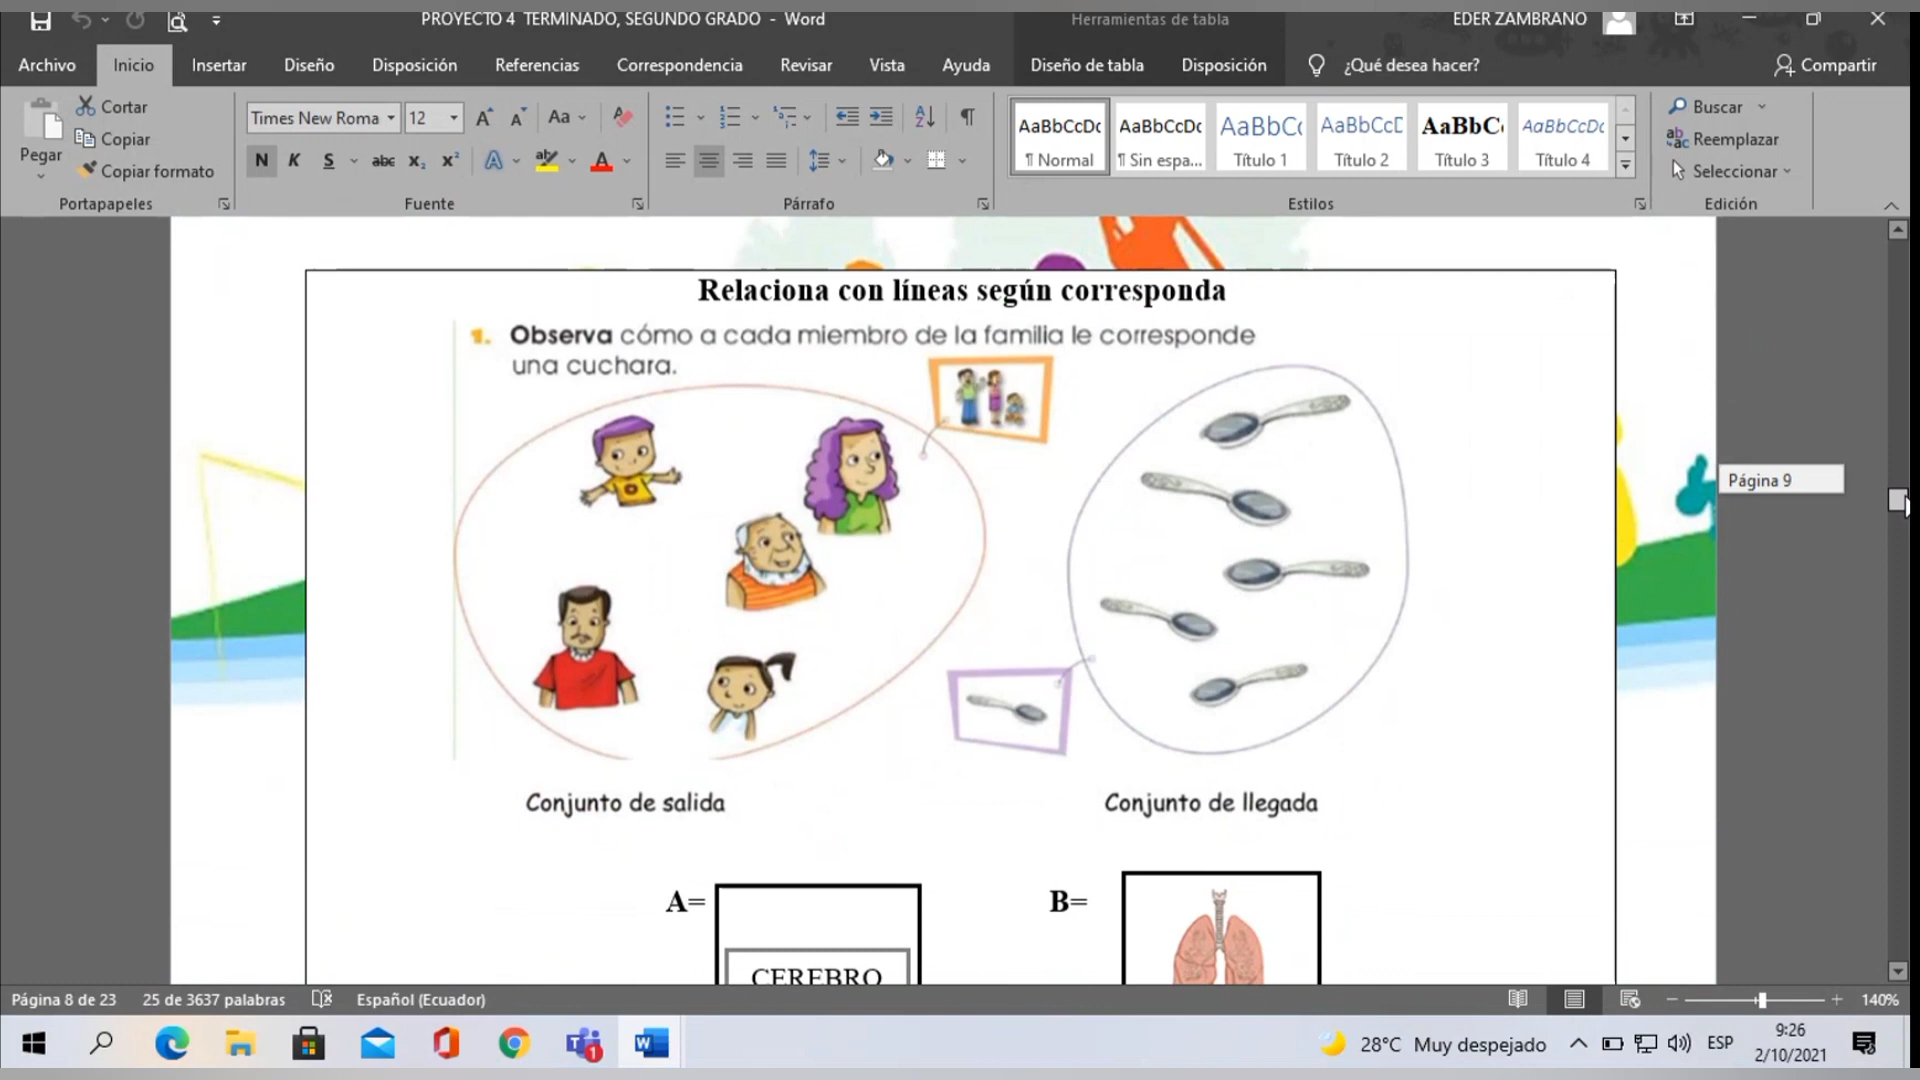 PROYECTO 4 TERMINADO, SEGUNDO GRADO - Word
Herramientas de tabla
EDER ZAMBRANO
Archivo
Inicio
Insertar
Diseño
Disposición
Referencias
Correspondencia
Revisar
Vista
Ayuda
Diseño de tabla
Disposición
¿Qué desea hacer?
Compartir
Pegar
Cortar
Copiar
Copiar formato
Portapapeles
Times New Roma
12
Aa
N K S abc x₂ x² A A
Fuente
Párrafo
AaBbCcDc
¶ Normal
AaBbCcDc
¶ Sin espa...
AaBbCc
Título 1
AaBbCcD
Título 2
AaBbCc
Título 3
AaBbCcDc
Título 4
Estilos
Buscar
Reemplazar
Seleccionar
Edición
Relaciona con líneas según corresponda
1. Observa cómo a cada miembro de la familia le corresponde
una cuchara.
Página 9
Conjunto de salida
Conjunto de llegada
A=
B=
CEREBRO
Página 8 de 23
25 de 3637 palabras
Español (Ecuador)
140%
1
28°C Muy despejado
ESP
9:26
2/10/2021